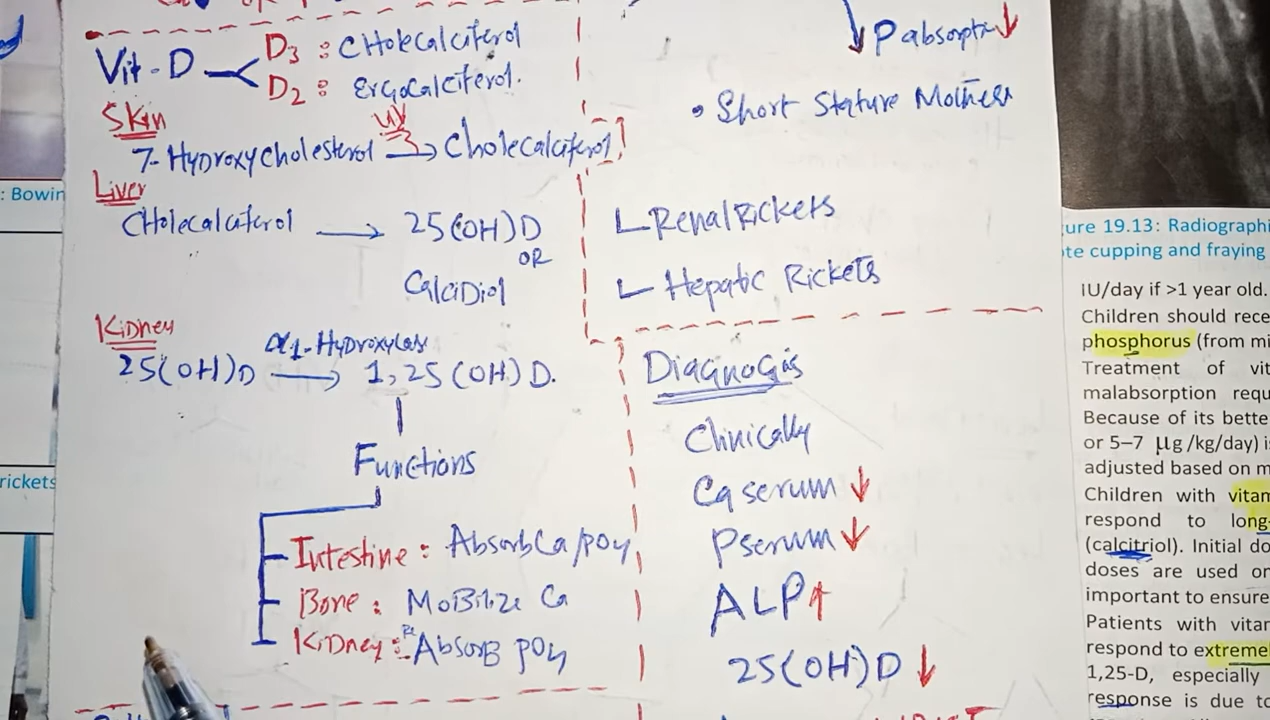 Vit-D
D3 : CHolecalciferol
D2 : Ergocalciferol.
Skin
UV
7-Hydroxycholesterol → Cholecalciferol
Liver
CHolecalciferol → 25(OH)D
OR
CalciDiol
Kidney
α1-Hydroxylas
25(OH)D → 1,25(OH)D.
Functions
Intestine : Absorb Ca/PO4
Bone : MoBilize Ca
KiDney : Re Absorb PO4
↓ P absorptn ↓
• Short Stature Mothers
Renal Rickets
Hepatic Rickets
Diagnosis
Clinically
Ca serum ↓
P serum ↓
ALP ↑
25(OH)D ↓
: Bowin
rickets
ure 19.13: Radiographi
te cupping and fraying
IU/day if >1 year old.
Children should rece
phosphorus (from mi
Treatment of vit
malabsorption requ
Because of its bette
or 5–7 µg/kg/day) i
adjusted based on m
Children with vitam
respond to long-
(calcitriol). Initial do
doses are used on
important to ensure
Patients with vitar
respond to extremel
1,25-D, especially
response is due to